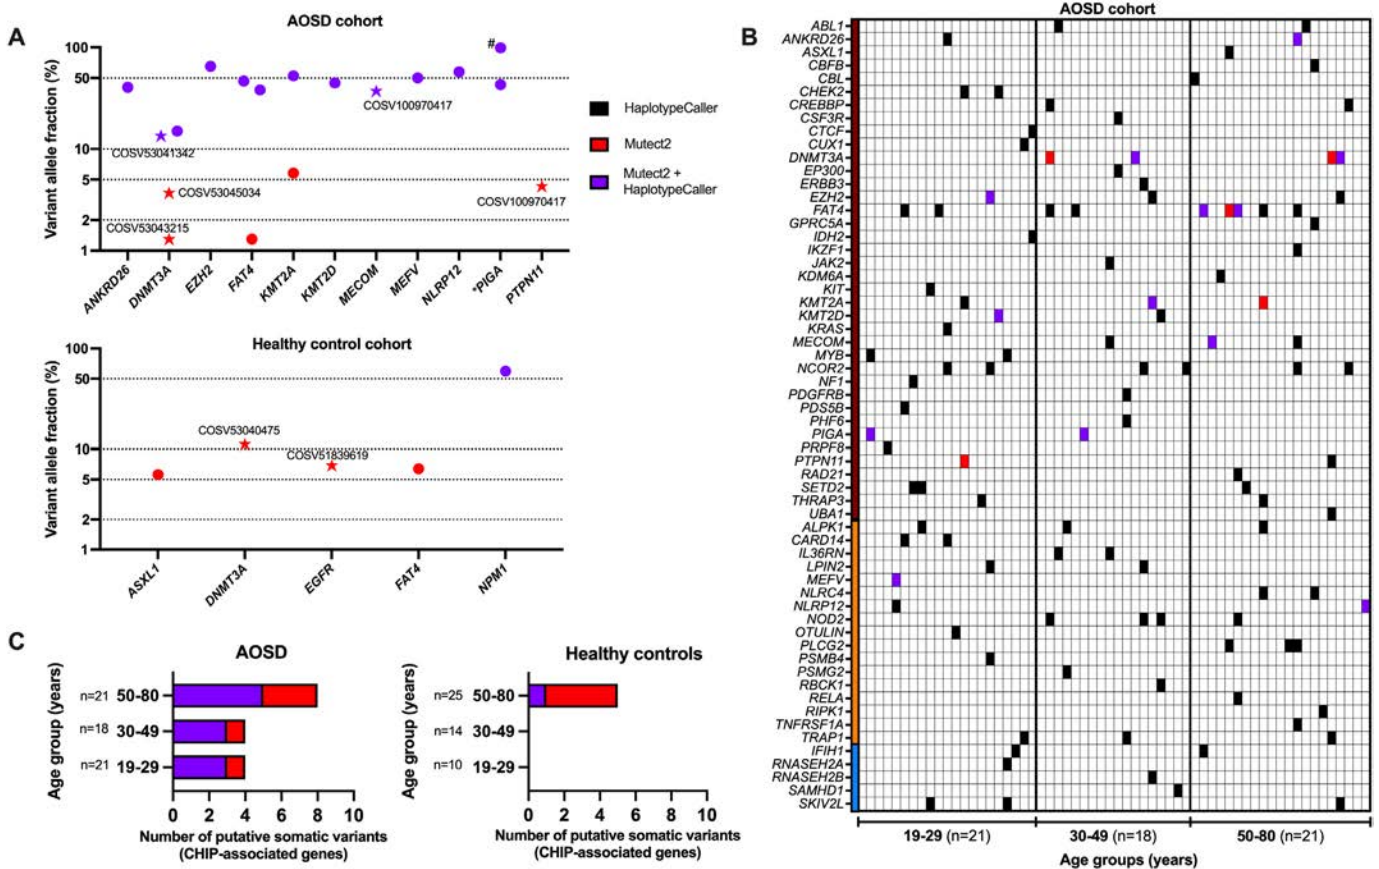 A
AOSD cohort
Variant allele fraction (%)
100
50
10
5
2
1
#
COSV100970417
COSV53041342
COSV53045034
COSV53043215
COSV100970417
ANKRD26
DNMT3A
EZH2
FAT4
KMT2A
KMT2D
MECOM
MEFV
NLRP12
*PIGA
PTPN11
HaplotypeCaller
Mutect2
Mutect2 +
HaplotypeCaller
Healthy control cohort
Variant allele fraction (%)
100
50
10
5
2
1
COSV53040475
COSV51839619
ASXL1
DNMT3A
EGFR
FAT4
NPM1
B
AOSD cohort
ABL1
ANKRD26
ASXL1
CBFB
CBL
CHEK2
CREBBP
CSF3R
CTCF
CUX1
DNMT3A
EP300
ERBB3
EZH2
FAT4
GPRC5A
IDH2
IKZF1
JAK2
KDM6A
KIT
KMT2A
KMT2D
KRAS
MECOM
MYB
NCOR2
NF1
PDGFRB
PDS5B
PHF6
PIGA
PRPF8
PTPN11
RAD21
SETD2
THRAP3
UBA1
ALPK1
CARD14
IL36RN
LPIN2
MEFV
NLRC4
NLRP12
NOD2
OTULIN
PLCG2
PSMB4
PSMG2
RBCK1
RELA
RIPK1
TNFRSF1A
TRAP1
IFIH1
RNASEH2A
RNASEH2B
SAMHD1
SKIV2L
19-29 (n=21)
30-49 (n=18)
50-80 (n=21)
Age groups (years)
C
AOSD
Age group (years)
n=21 50-80
n=18 30-49
n=21 19-29
0 2 4 6 8 10
Number of putative somatic variants
(CHIP-associated genes)
Healthy controls
Age group (years)
n=25 50-80
n=14 30-49
n=10 19-29
0 2 4 6 8 10
Number of putative somatic variants
(CHIP-associated genes)